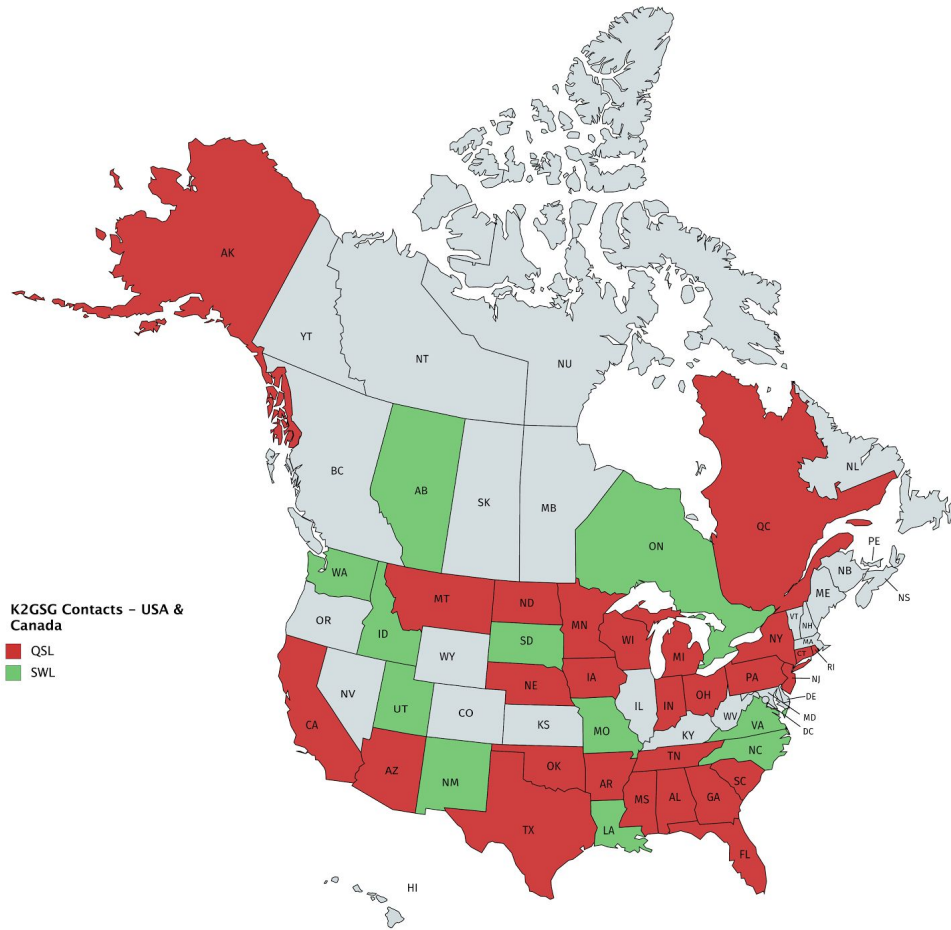 AK
YT
NT
NU
BC
AB
SK
MB
ON
QC
NL
PE
NB
NS
ME
WA
MT
ND
MN
VT
NH
MA
CT
RI
NY
K2GSG Contacts – USA &
Canada
QSL
SWL
OR
ID
SD
WI
MI
WY
PA
NJ
NV
UT
NE
IA
IL
IN
OH
DE
MD
DC
CA
CO
KS
MO
KY
WV
VA
NC
AZ
NM
OK
AR
TN
SC
TX
LA
MS
AL
GA
FL
HI